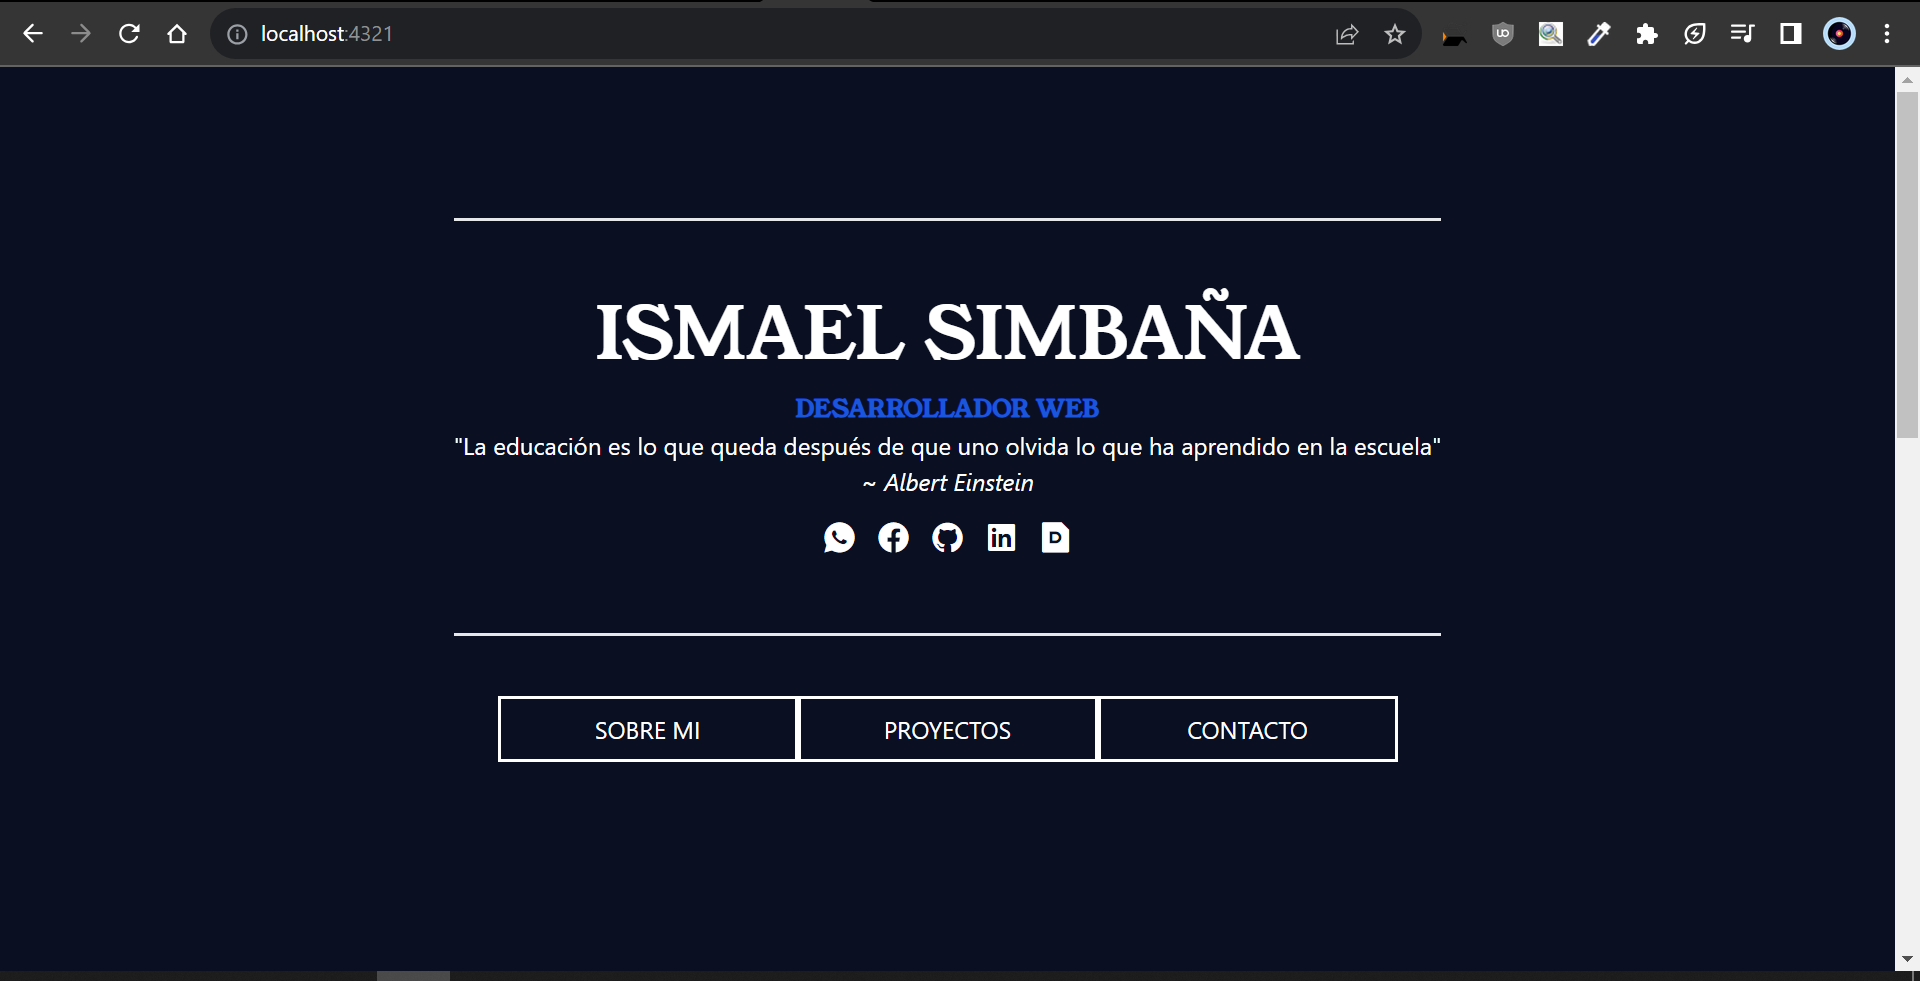 localhost:4321
ISMAEL SIMBAÑA
DESARROLLADOR WEB
"La educación es lo que queda después de que uno olvida lo que ha aprendido en la escuela"
~ Albert Einstein
in D
SOBRE MI PROYECTOS CONTACTO